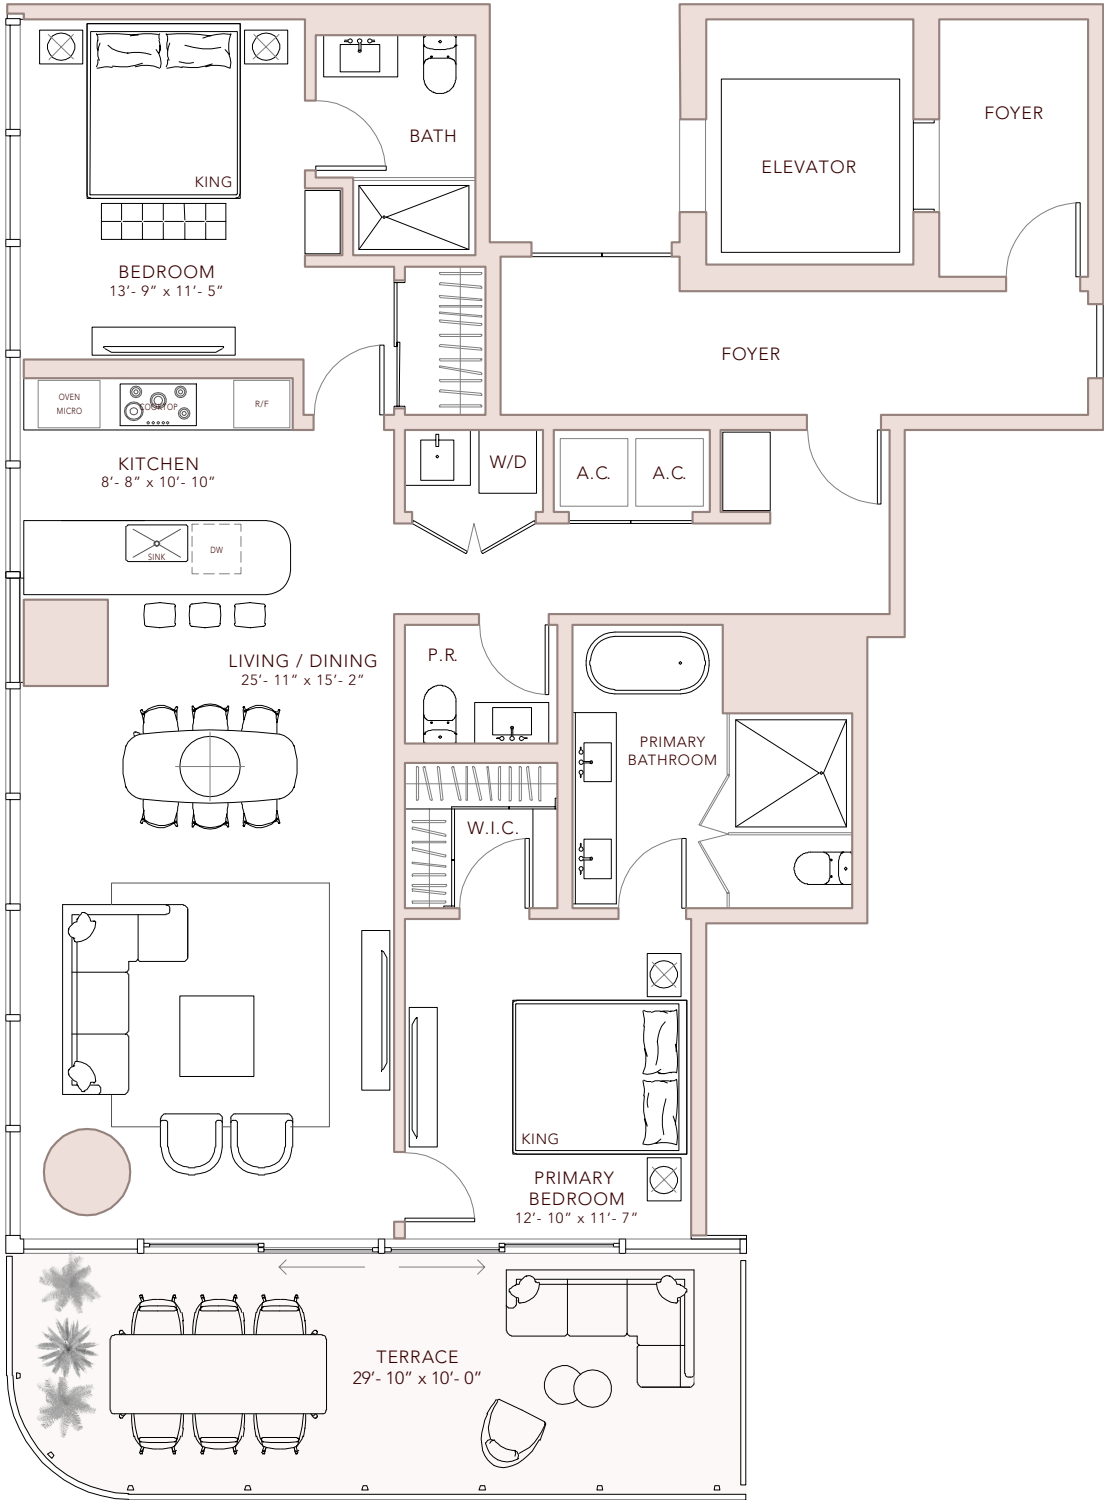 FOYER
BATH
ELEVATOR
KING
BEDROOM
13'- 9" x 11'- 5"
FOYER
OVEN
MICRO
COOKTOP
R/F
KITCHEN
8'- 8" x 10'- 10"
W/D
A.C.
A.C.
SINK
DW
LIVING / DINING
25'- 11" x 15'- 2"
P.R.
PRIMARY
BATHROOM
W.I.C.
KING
PRIMARY
BEDROOM
12'- 10" x 11'- 7"
TERRACE
29'- 10" x 10'- 0"